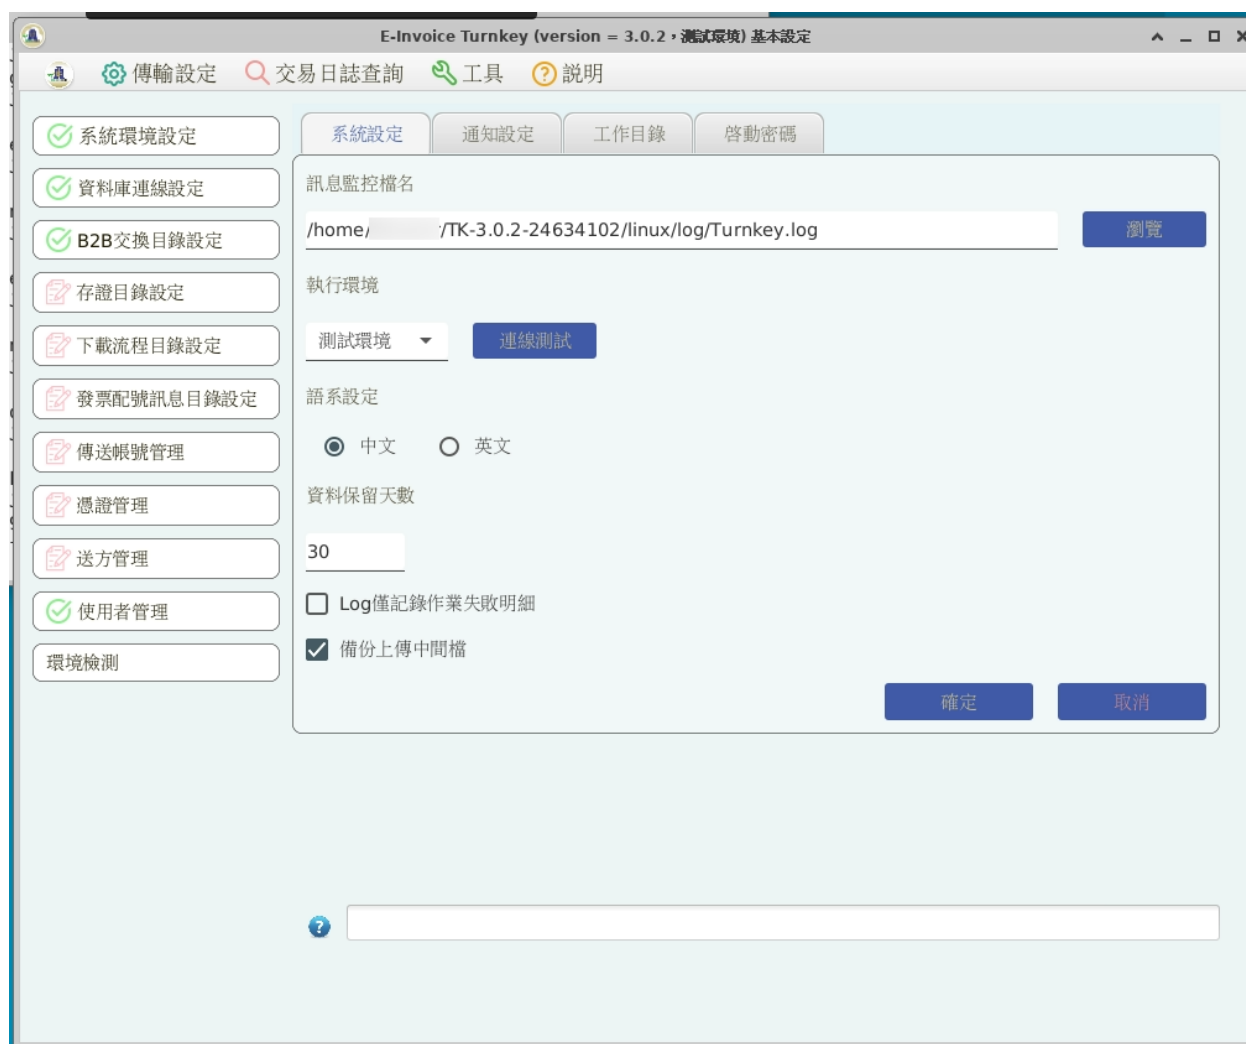 E-Invoice Turnkey (version = 3.0.2，測試環境) 基本設定
傳輸設定 交易日誌查詢 工具 説明
系統環境設定
資料庫連線設定
B2B交換目錄設定
存證目錄設定
下載流程目錄設定
發票配號訊息目錄設定
傳送帳號管理
憑證管理
送方管理
使用者管理
環境檢測
系統設定 通知設定 工作目錄 啓動密碼
訊息監控檔名
/home/ /TK-3.0.2-24634102/linux/log/Turnkey.log 瀏覽
執行環境
測試環境 連線測試
語系設定
中文 英文
資料保留天數
30
Log僅記錄作業失敗明細
備份上傳中間檔
確定 取消